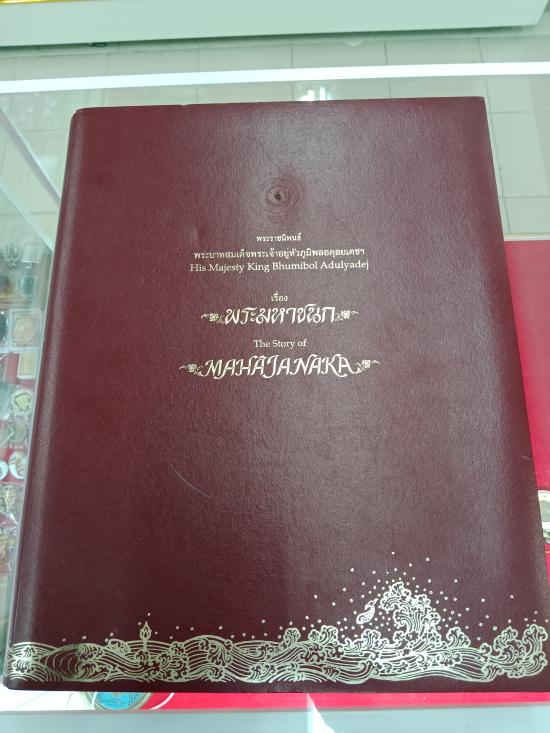 พระราชนิพนธ์
พระบาทสมเด็จพระเจ้าอยู่หัวภูมิพลอดุลยเดชฯ
His Majesty King Bhumibol Adulyadej
เรื่อง
พระมหาชนก
The Story of
MAHAJANAKA